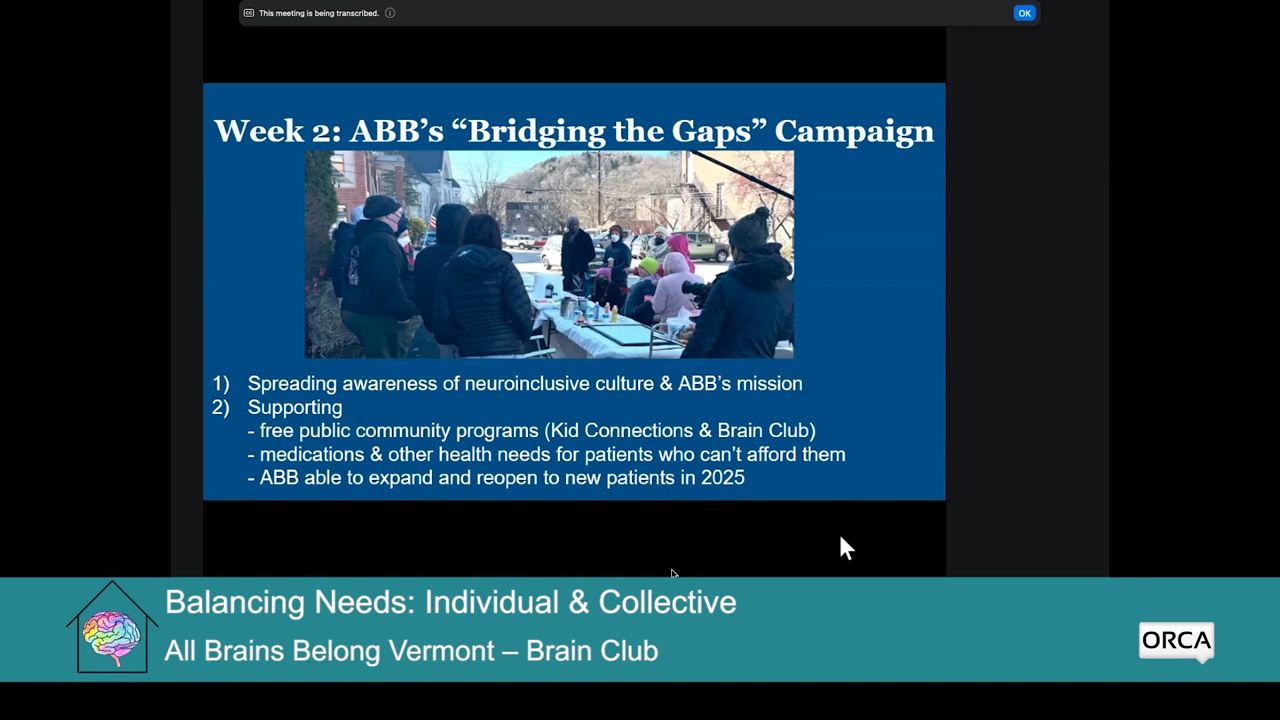 This meeting is being transcribed.
OK
Week 2: ABB's “Bridging the Gaps” Campaign
1) Spreading awareness of neuroinclusive culture & ABB's mission
2) Supporting
- free public community programs (Kid Connections & Brain Club)
- medications & other health needs for patients who can't afford them
- ABB able to expand and reopen to new patients in 2025
Balancing Needs: Individual & Collective
All Brains Belong Vermont – Brain Club
ORCA